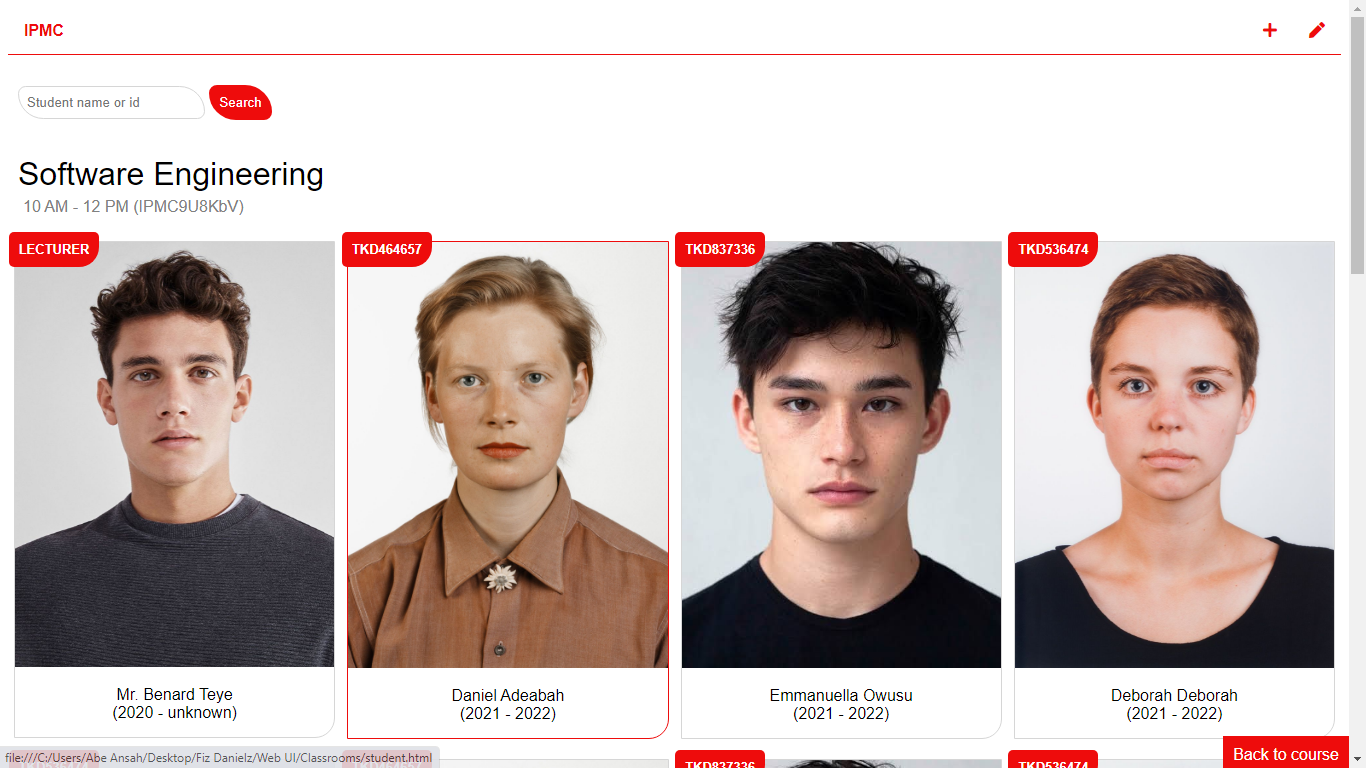 IPMC
Student name or id
Search
Software Engineering
10 AM - 12 PM (IPMC9U8KbV)
LECTURER
TKD464657
TKD837336
TKD536474
Mr. Benard Teye
(2020 - unknown)
Daniel Adeabah
(2021 - 2022)
Emmanuella Owusu
(2021 - 2022)
Deborah Deborah
(2021 - 2022)
file:///C:/Users/Abe Ansah/Desktop/Fiz Danielz/Web UI/Classrooms/student.html
TKD837336
TKD536474
Back to course